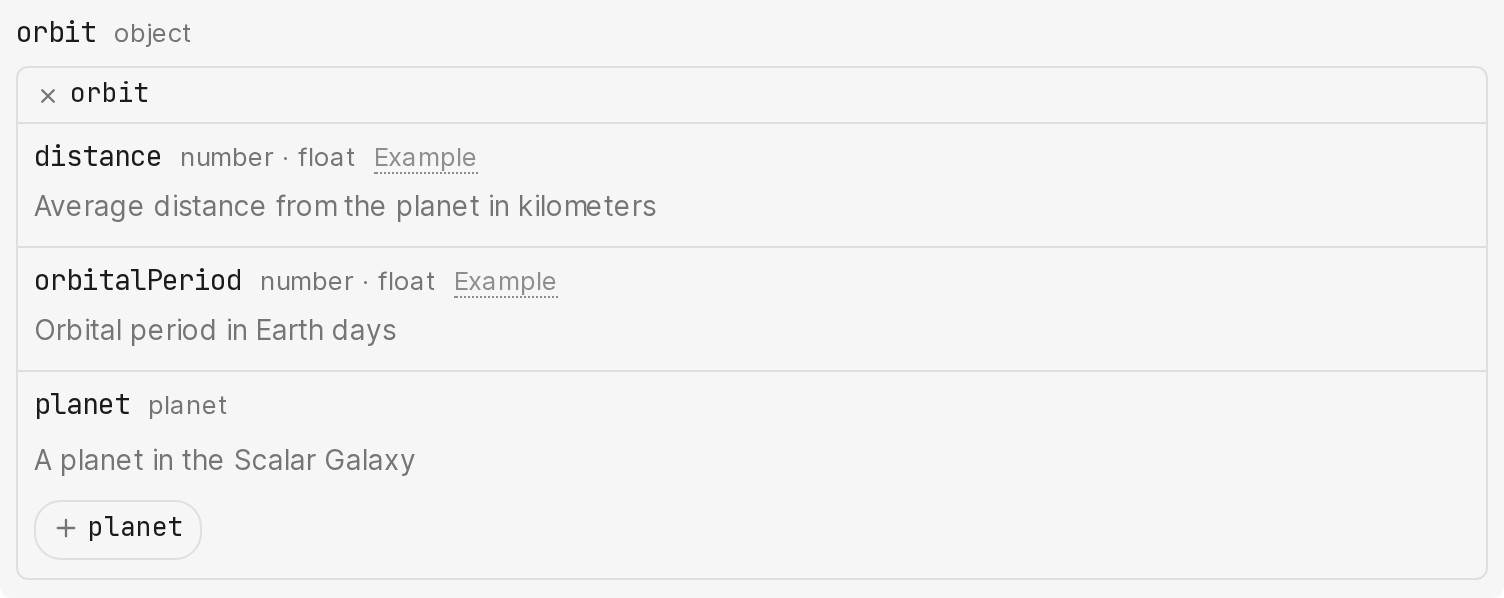 orbit object
× orbit
distance number · float Example
Average distance from the planet in kilometers
orbitalPeriod number · float Example
Orbital period in Earth days
planet planet
A planet in the Scalar Galaxy
+ planet